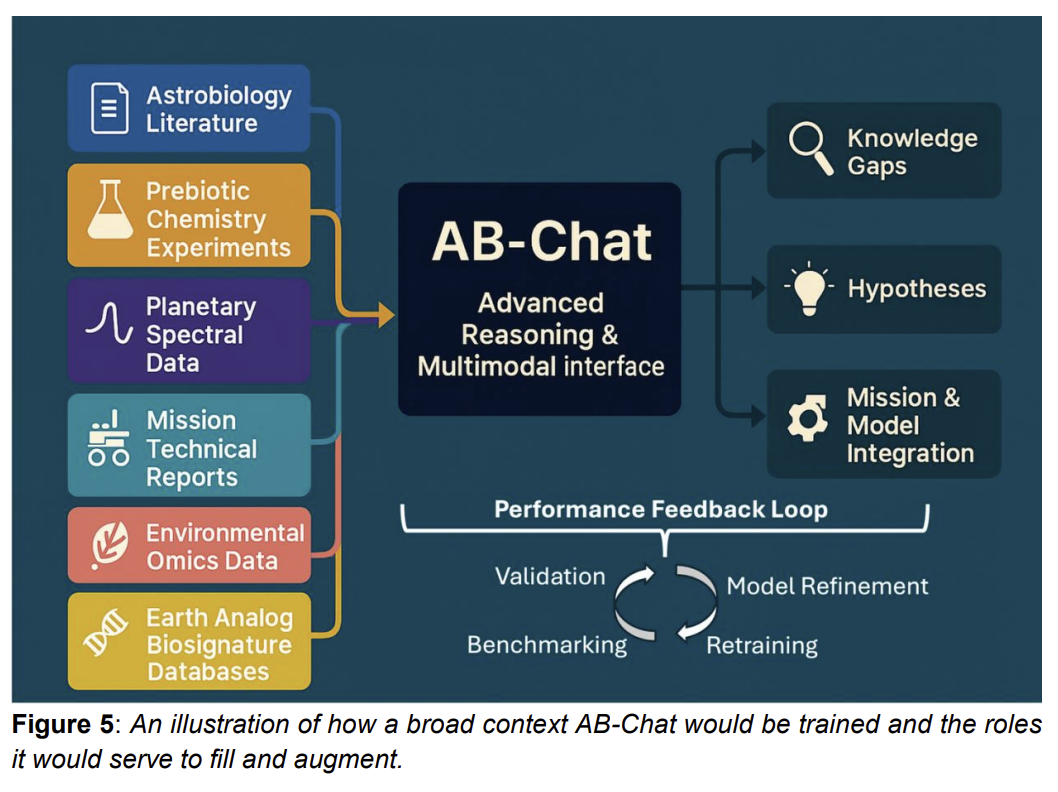 Astrobiology
Literature
Prebiotic
Chemistry
Experiments
Planetary
Spectral
Data
Mission
Technical
Reports
Environmental
Omics Data
Earth Analog
Biosignature
Databases
AB-Chat
Advanced
Reasoning &
Multimodal interface
Knowledge
Gaps
Hypotheses
Mission &
Model
Integration
Performance Feedback Loop
Validation
Model Refinement
Benchmarking
Retraining
Figure 5: An illustration of how a broad context AB-Chat would be trained and the roles
it would serve to fill and augment.